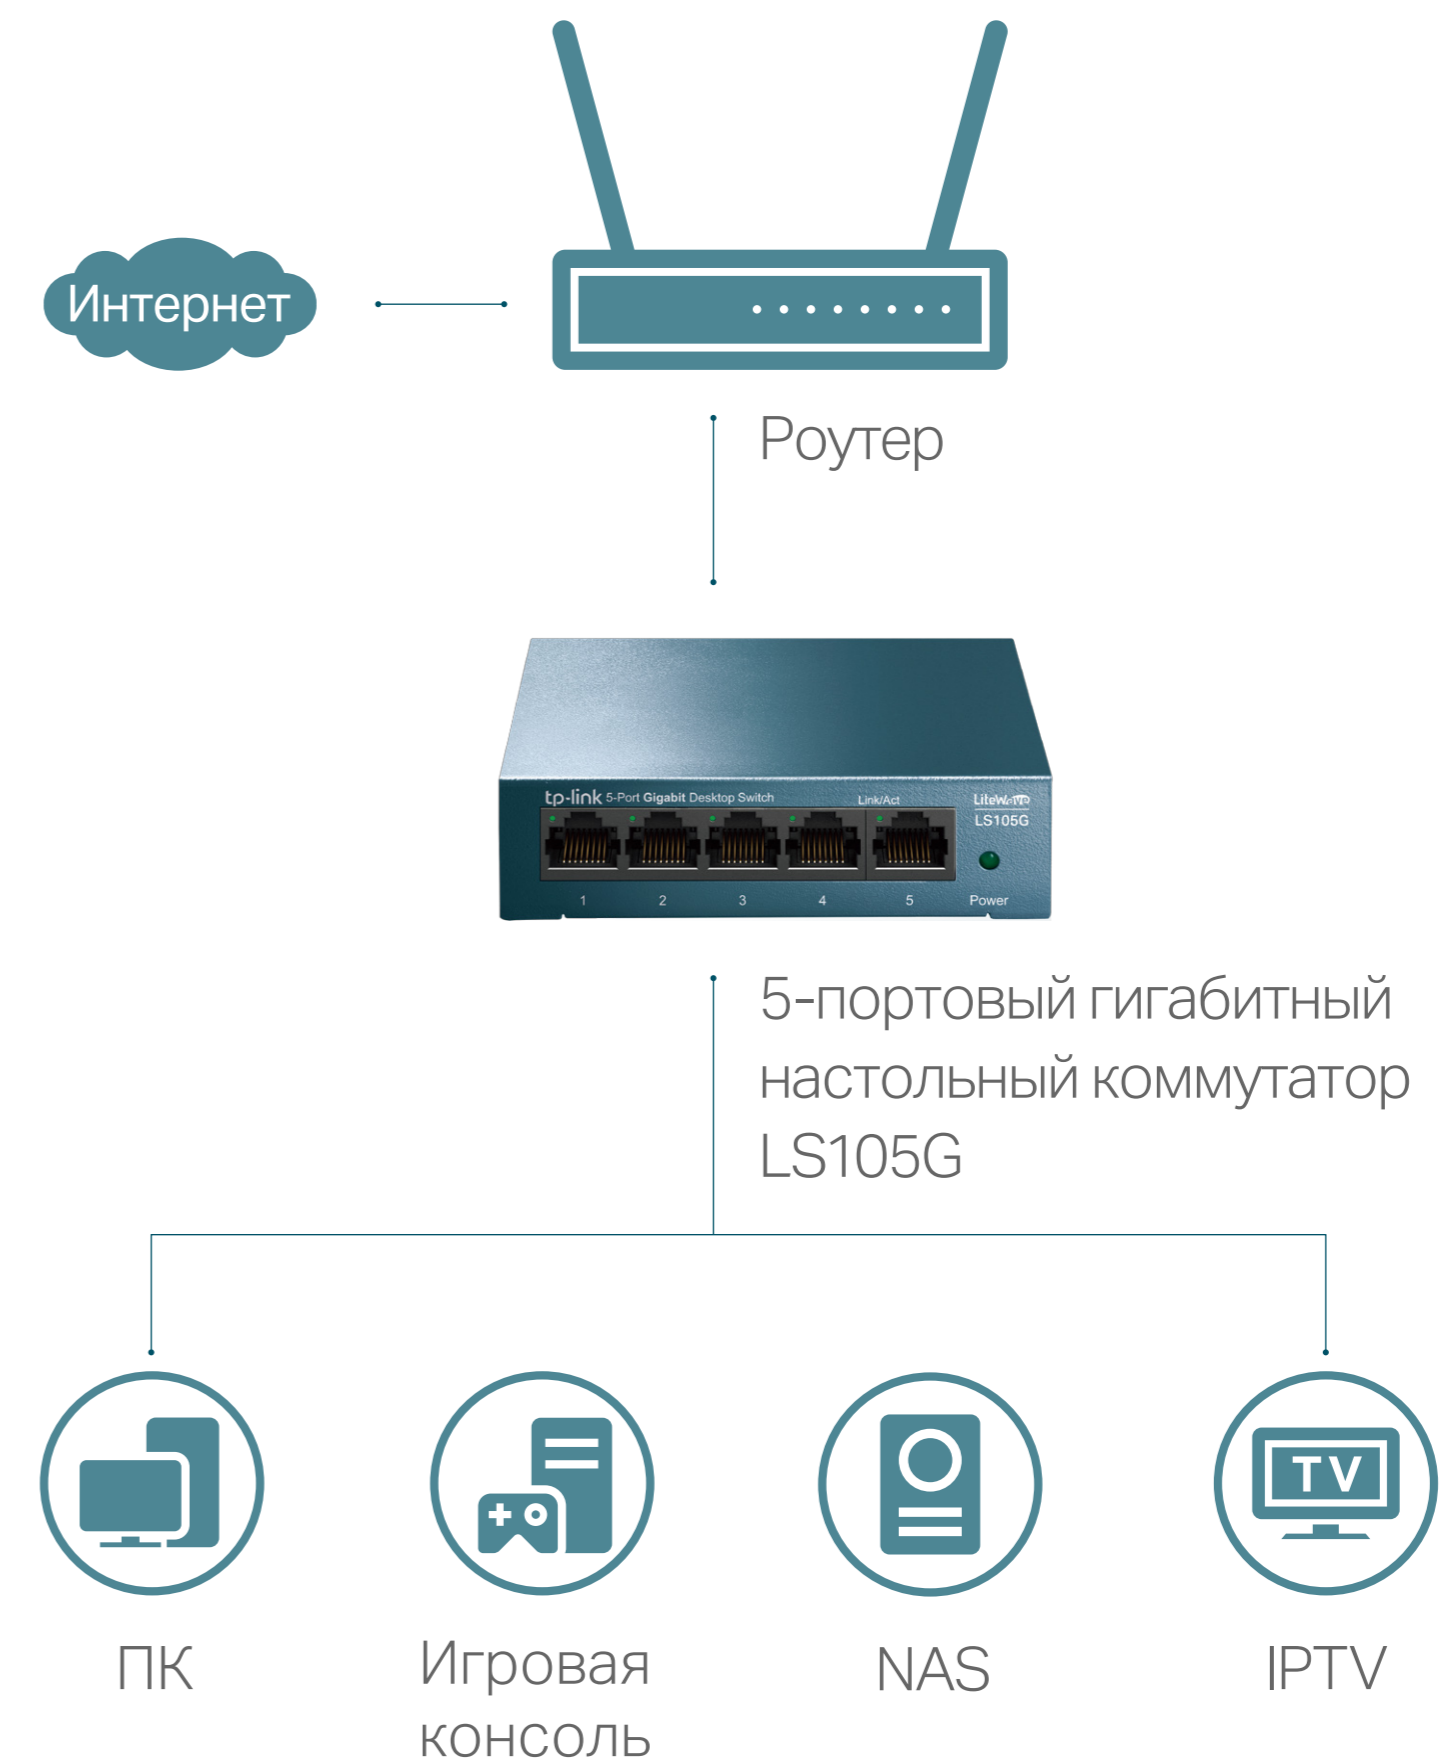 Интернет
Роутер
tp-link 5-Port Gigabit Desktop Switch Link/Act LiteWave
LS105G
1 2 3 4 5 Power
5-портовый гигабитный
настольный коммутатор
LS105G
TV
ПК
Игровая
консоль
NAS
IPTV